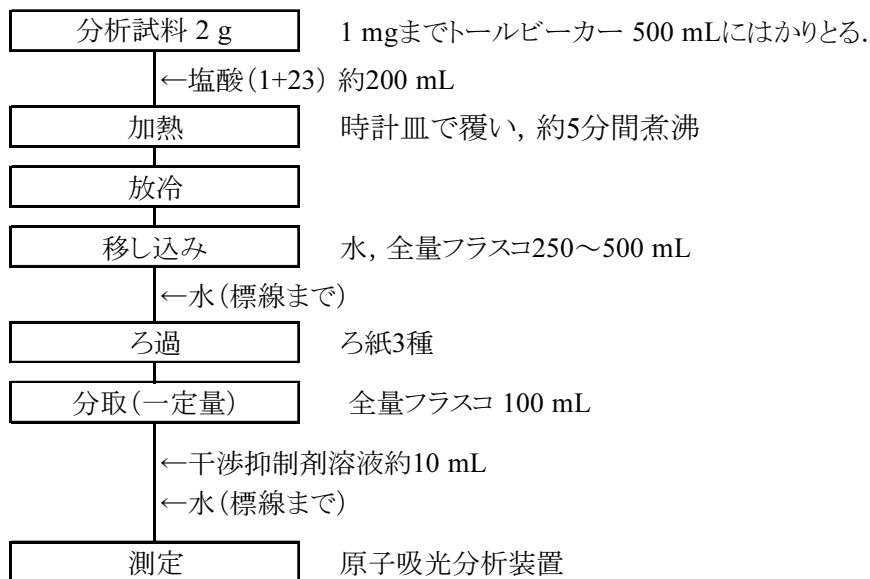 分析試料 2 g 1 mgまでトールビーカー 500 mLにはかりとる.
←塩酸(1+23) 約200 mL
加熱 時計皿で覆い, 約5分間煮沸
放冷
移し込み 水, 全量フラスコ250～500 mL
←水(標線まで)
ろ過 ろ紙3種
分取(一定量) 全量フラスコ 100 mL
←干渉抑制剤溶液約10 mL
←水(標線まで)
測定 原子吸光分析装置